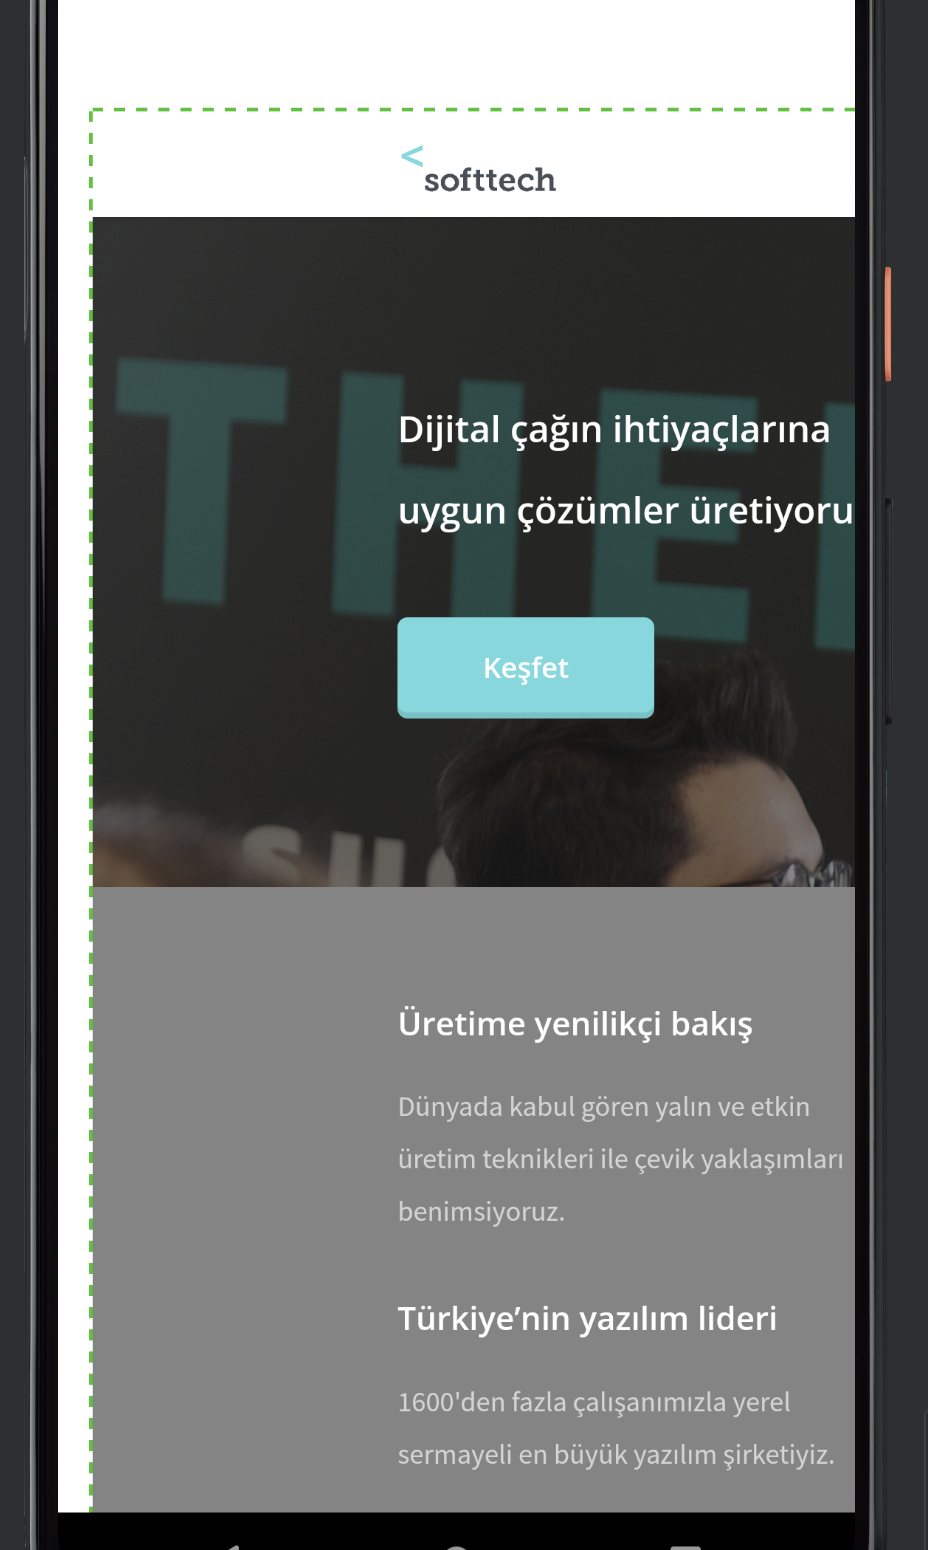 <softtech
THE
Dijital çağın ihtiyaçlarına
uygun çözümler üretiyoru
Keşfet
Üretime yenilikçi bakış
Dünyada kabul gören yalın ve etkin
üretim teknikleri ile çevik yaklaşımları
benimsiyoruz.
Türkiye’nin yazılım lideri
1600'den fazla çalışanımızla yerel
sermayeli en büyük yazılım şirketiyiz.